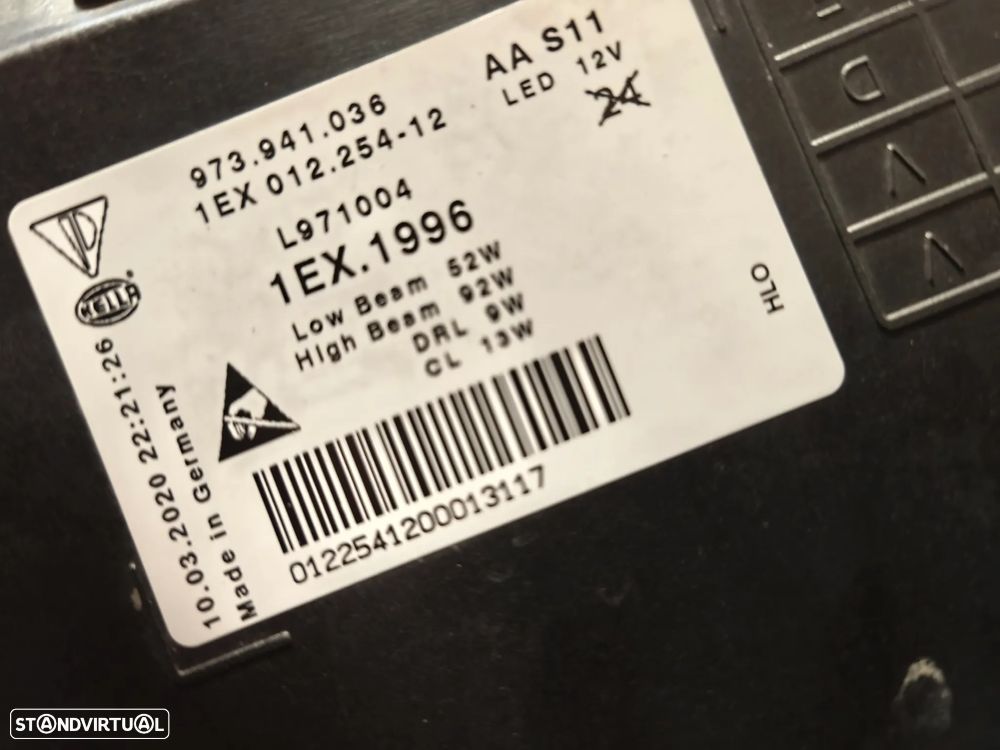 AA S11
LED 12V
24
973.941.036
1EX 012.254-12
L971004
1EX.1996
Low Beam 52W
High Beam 92W
DRL 9W
CL 13W
HELLA
HLO
10.03.2020 22:21:26
Made in Germany
0122541200013117
D
V
V
STANDVIRTUAL